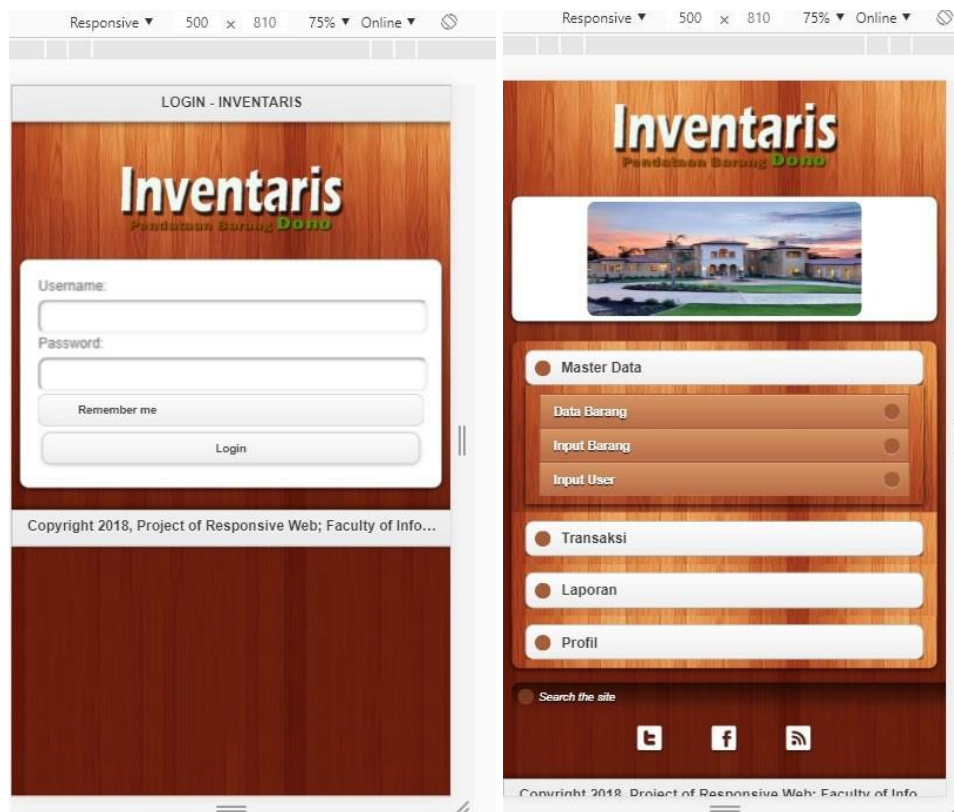 Responsive ▼ 500 × 810 75% ▼ Online ▼
LOGIN - INVENTARIS
Inventaris
Pendataan Barang Dono
Username:
Password:
Remember me
Login
Copyright 2018, Project of Responsive Web; Faculty of Info...
Responsive ▼ 500 × 810 75% ▼ Online ▼
Inventaris
Pendataan Barang Dono
Master Data
Data Barang
Input Barang
Input User
Transaksi
Laporan
Profil
Search the site
Copyright 2018, Project of Responsive Web; Faculty of Info